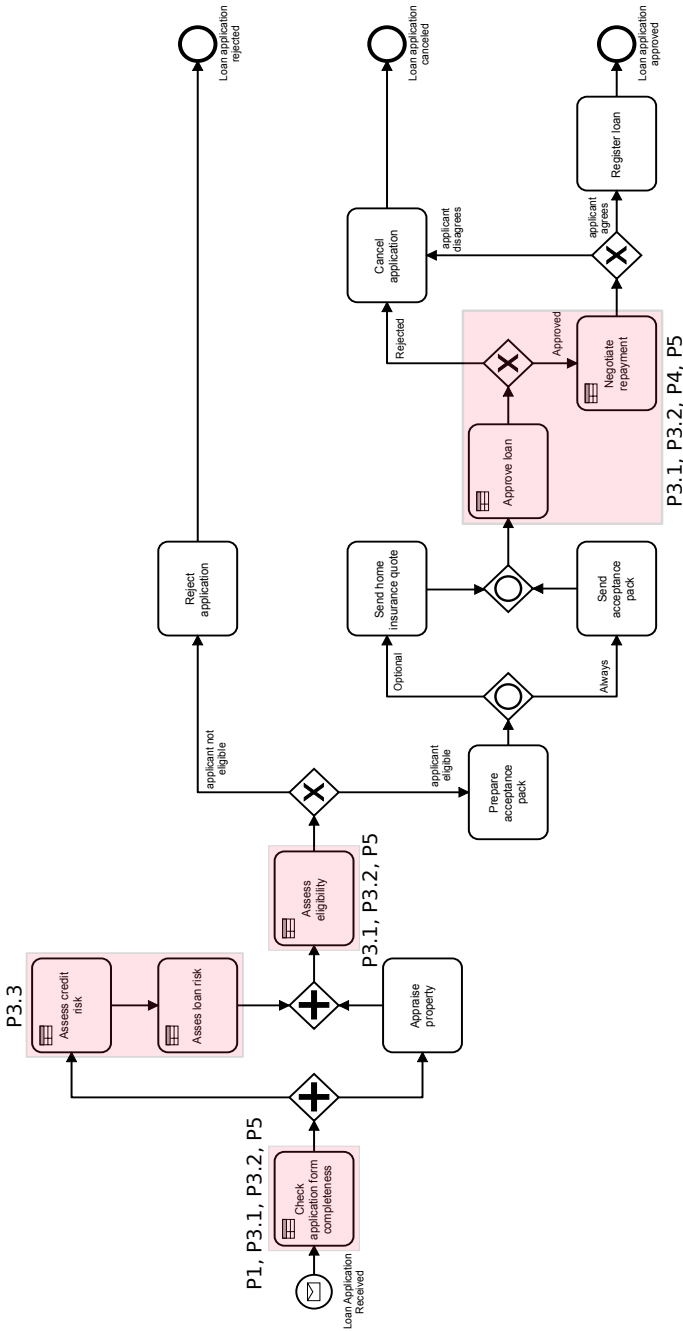 Loan Application
Received
P1, P3.1, P3.2, P5
Check
application form
completeness
P3.3
Assess credit
risk
Asses loan risk
Appraise
property
Assess
eligibility
P3.1, P3.2, P5
applicant not
eligible
Reject
application
Loan application
rejected
applicant
eligible
Prepare
acceptance
pack
Optional
Send home
insurance quote
Always
Send
acceptance
pack
Approve loan
Rejected
Approved
Negotiate
repayment
P3.1, P3.2, P4, P5
Cancel
application
applicant
disagrees
Loan application
canceled
applicant
agrees
Register loan
Loan application
approved